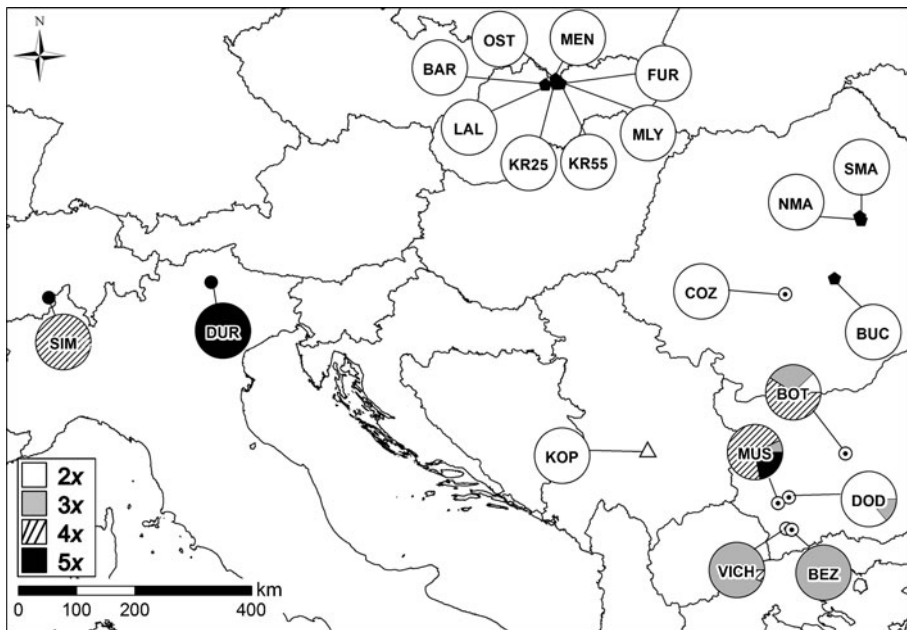 N
OST
MEN
BAR
FUR
LAL
MLY
KR25
KR55
SMA
NMA
COZ
BUC
SIM
DUR
BOT
KOP
MUS
DOD
VICH
BEZ
2x
3x
4x
5x
km
0 100 200 400